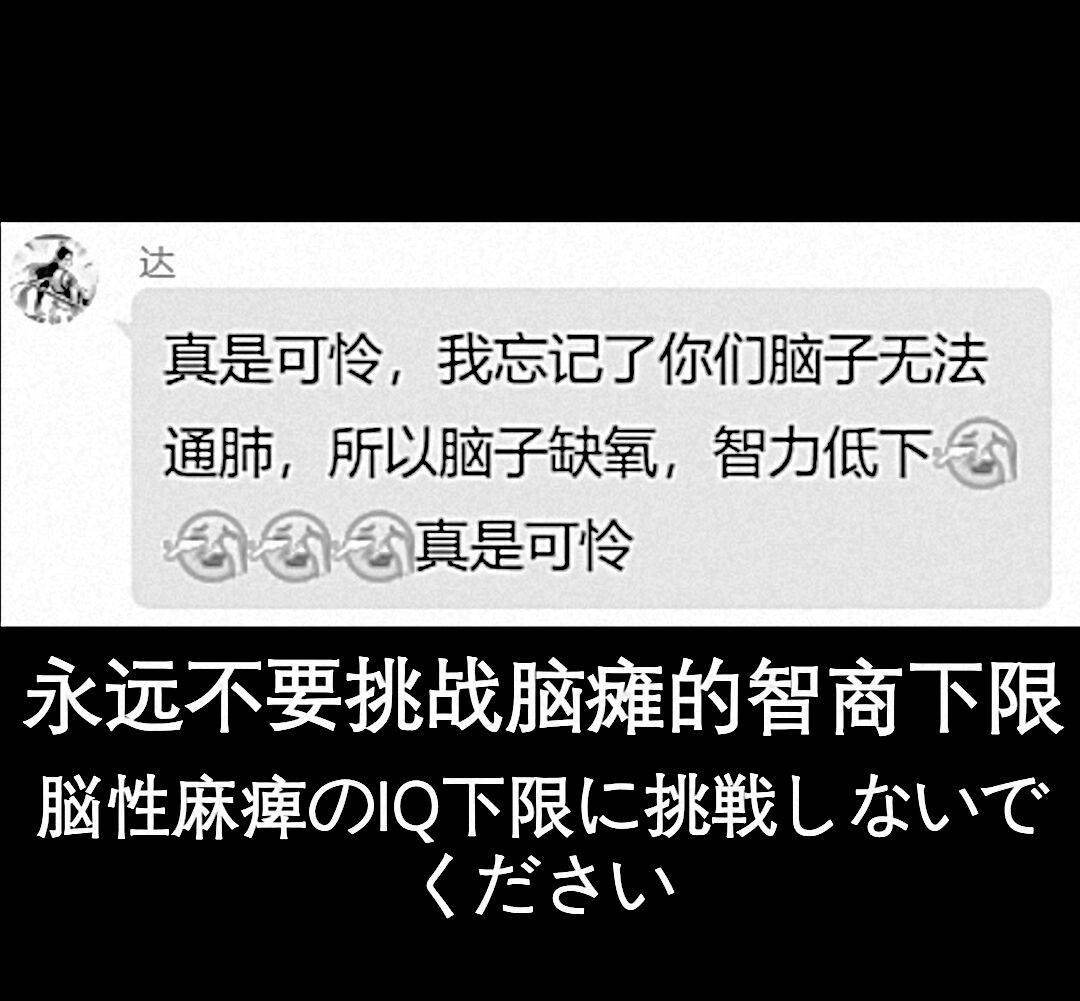 达
真是可怜，我忘记了你们脑子无法
通肺，所以脑子缺氧，智力低下
真是可怜
永远不要挑战脑瘫的智商下限
脳性麻痺のIQ下限に挑戦しないで
ください